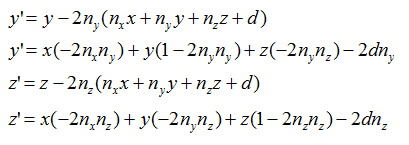 y' = y − 2n_y(n_x x + n_y y + n_z z + d)
y' = x(−2n_x n_y) + y(1 − 2n_y n_y) + z(−2n_y n_z) − 2dn_y
z' = z − 2n_z(n_x x + n_y y + n_z z + d)
z' = x(−2n_x n_z) + y(−2n_y n_z) + z(1 − 2n_z n_z) − 2dn_z